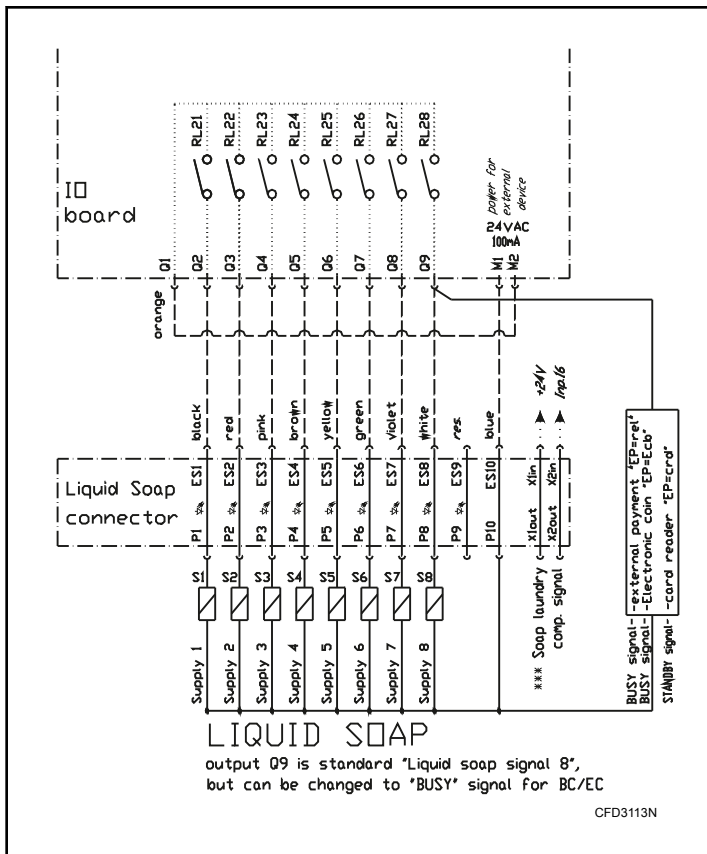 RL21
RL22
RL23
RL24
RL25
RL26
RL27
RL28
power for
external
device
24VAC
100mA
IO
board
Q1
Q2
Q3
Q4
Q5
Q6
Q7
Q8
Q9
M1
M2
orange
black
red
pink
brown
yellow
green
violet
white
res.
blue
+24V
Inp.16
Liquid Soap
connector
ES1
ES2
ES3
ES4
ES5
ES6
ES7
ES8
ES9
ES10
X1in
X2in
P1
P2
P3
P4
P5
P6
P7
P8
P9
P10
X1out
X2out
S1
S2
S3
S4
S5
S6
S7
S8
Supply 1
Supply 2
Supply 3
Supply 4
Supply 5
Supply 6
Supply 7
Supply 8
*** Soap laundry
comp. signal
BUSY signal- -external payment "EP=rel"
BUSY signal- -Electronic coin "EP=Ecb"
STANDBY signal- -card reader "EP=crd"
LIQUID SOAP
output Q9 is standard "Liquid soap signal 8",
but can be changed to "BUSY" signal for BC/EC
CFD3113N